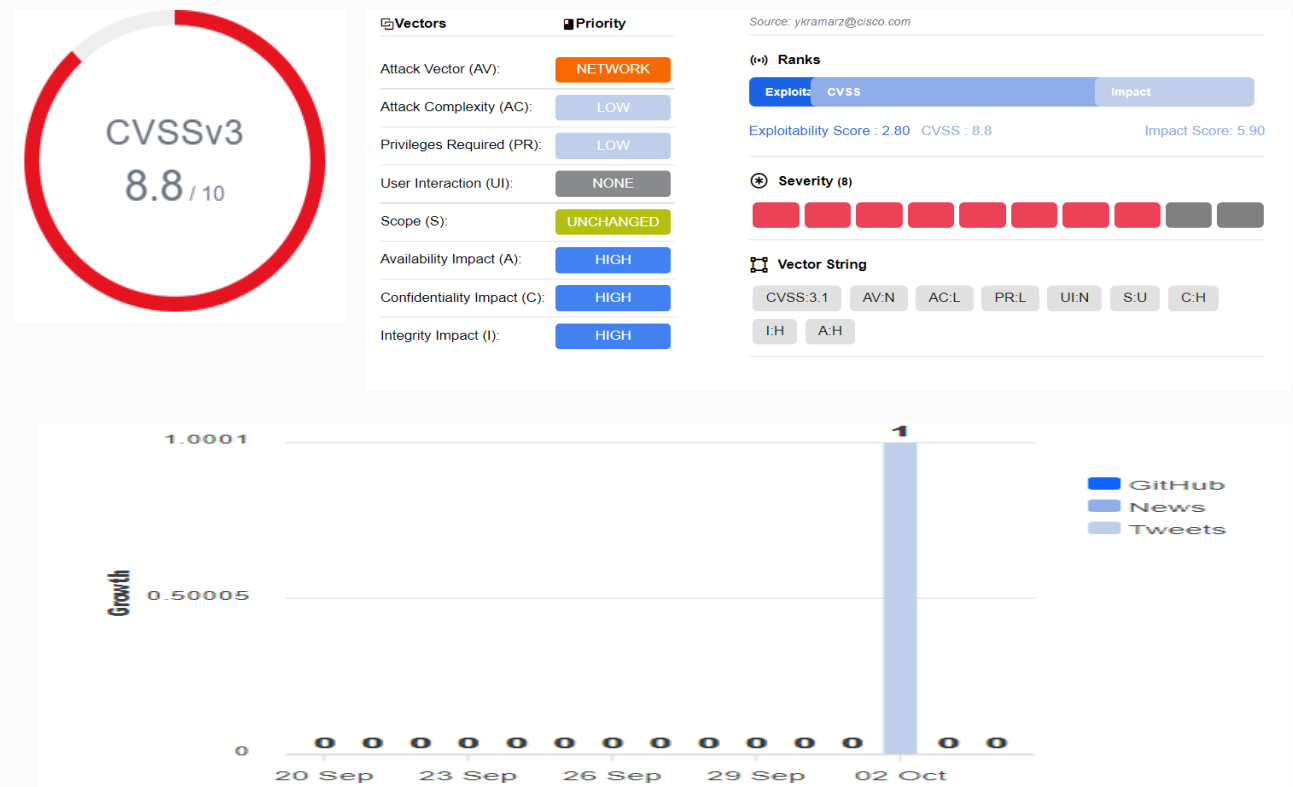 CVSSv3
8.8 / 10
Vectors Priority
Attack Vector (AV): NETWORK
Attack Complexity (AC): LOW
Privileges Required (PR): LOW
User Interaction (UI): NONE
Scope (S): UNCHANGED
Availability Impact (A): HIGH
Confidentiality Impact (C): HIGH
Integrity Impact (I): HIGH
Source: ykramarz@cisco.com
Ranks
Exploita CVSS Impact
Exploitability Score : 2.80 CVSS : 8.8 Impact Score: 5.90
Severity (8)
Vector String
CVSS:3.1 AV:N AC:L PR:L UI:N S:U C:H
I:H A:H
1.0001
0.50005
0
Growth
1
0 0 0 0 0 0 0 0 0 0 0 0 0 0
20 Sep 23 Sep 26 Sep 29 Sep 02 Oct
GitHub
News
Tweets